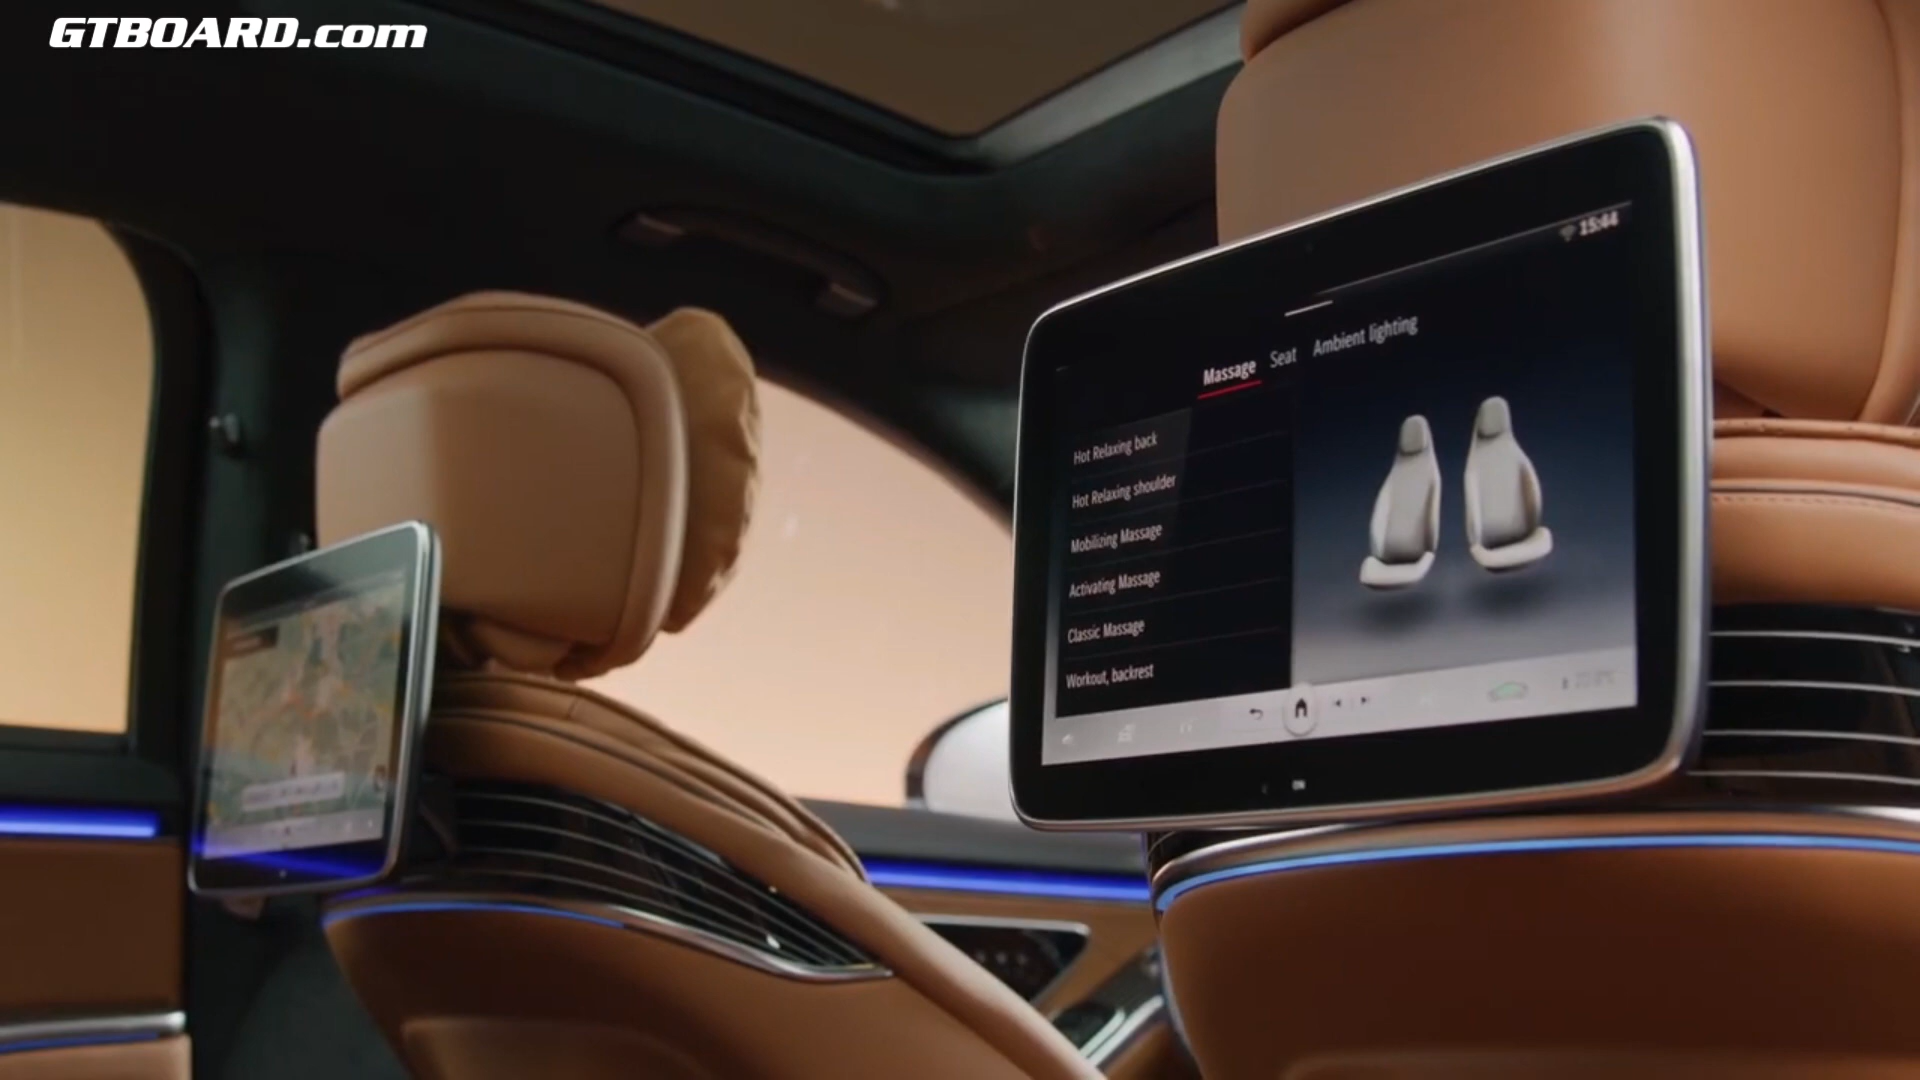 GTBOARD.com
15:44
Massage Seat Ambient lighting
Hot Relaxing back
Hot Relaxing shoulder
Mobilizing Massage
Activating Massage
Classic Massage
Workout, backrest